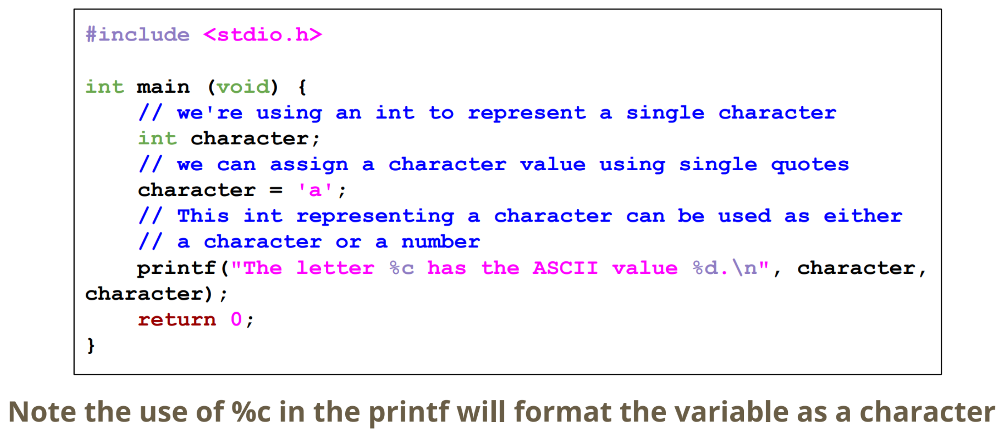 #include <stdio.h>
int main (void) {
// we're using an int to represent a single character
int character;
// we can assign a character value using single quotes
character = 'a';
// This int representing a character can be used as either
// a character or a number
printf("The letter %c has the ASCII value %d.\n", character,
character);
return 0;
}
Note the use of %c in the printf will format the variable as a character